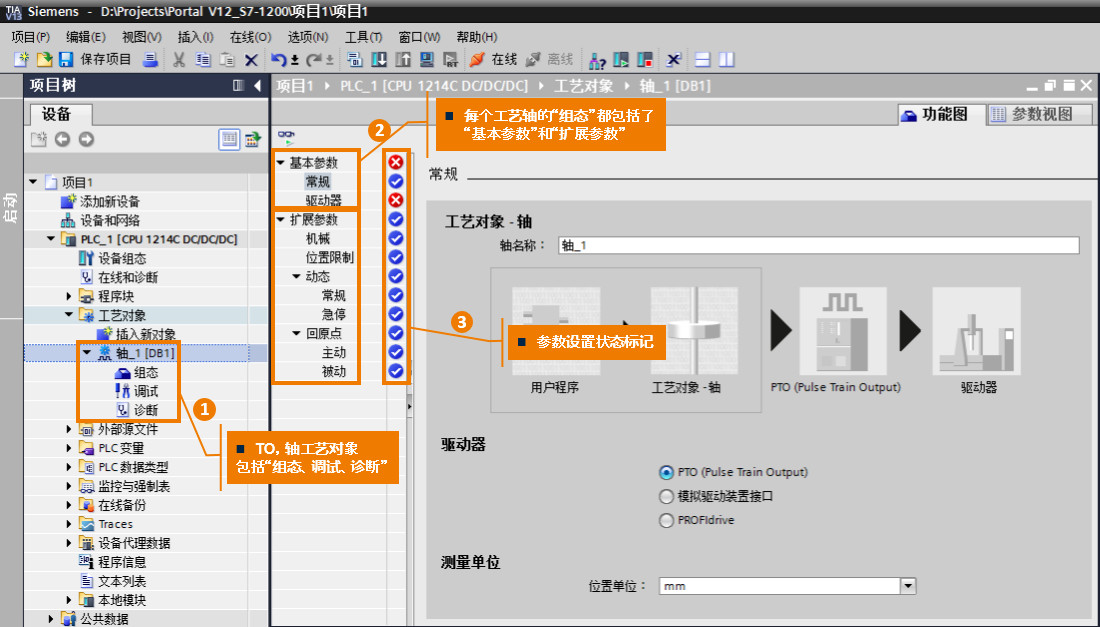 Siemens - D:\Projects\Portal V12_S7-1200\项目1\项目1
项目(P) 编辑(E) 视图(V) 插入(I) 在线(O) 选项(N) 工具(T) 窗口(W) 帮助(H)
保存项目 在线 离线
项目树
项目1 PLC_1 [CPU 1214C DC/DC/DC] 工艺对象 轴_1 [DB1]
设备
功能图 参数视图
启动
项目1
添加新设备
设备和网络
PLC_1 [CPU 1214C DC/DC/DC]
设备组态
在线和诊断
程序块
工艺对象
插入新对象
轴_1 [DB1]
组态
调试
诊断
外部源文件
PLC 变量
PLC 数据类型
监控与强制表
在线备份
Traces
设备代理数据
程序信息
文本列表
本地模块
公共数据
1
TO, 轴工艺对象
包括“组态、调试、诊断”
基本参数
常规
驱动器
扩展参数
机械
位置限制
动态
常规
急停
回原点
主动
被动
2
每个工艺轴的“组态”都包括了
“基本参数”和“扩展参数”
3
参数设置状态标记
常规
工艺对象 - 轴
轴名称： 轴_1
用户程序 工艺对象 -轴 PTO (Pulse Train Output) 驱动器
驱动器
PTO (Pulse Train Output)
模拟驱动装置接口
PROFIdrive
测量单位
位置单位： mm